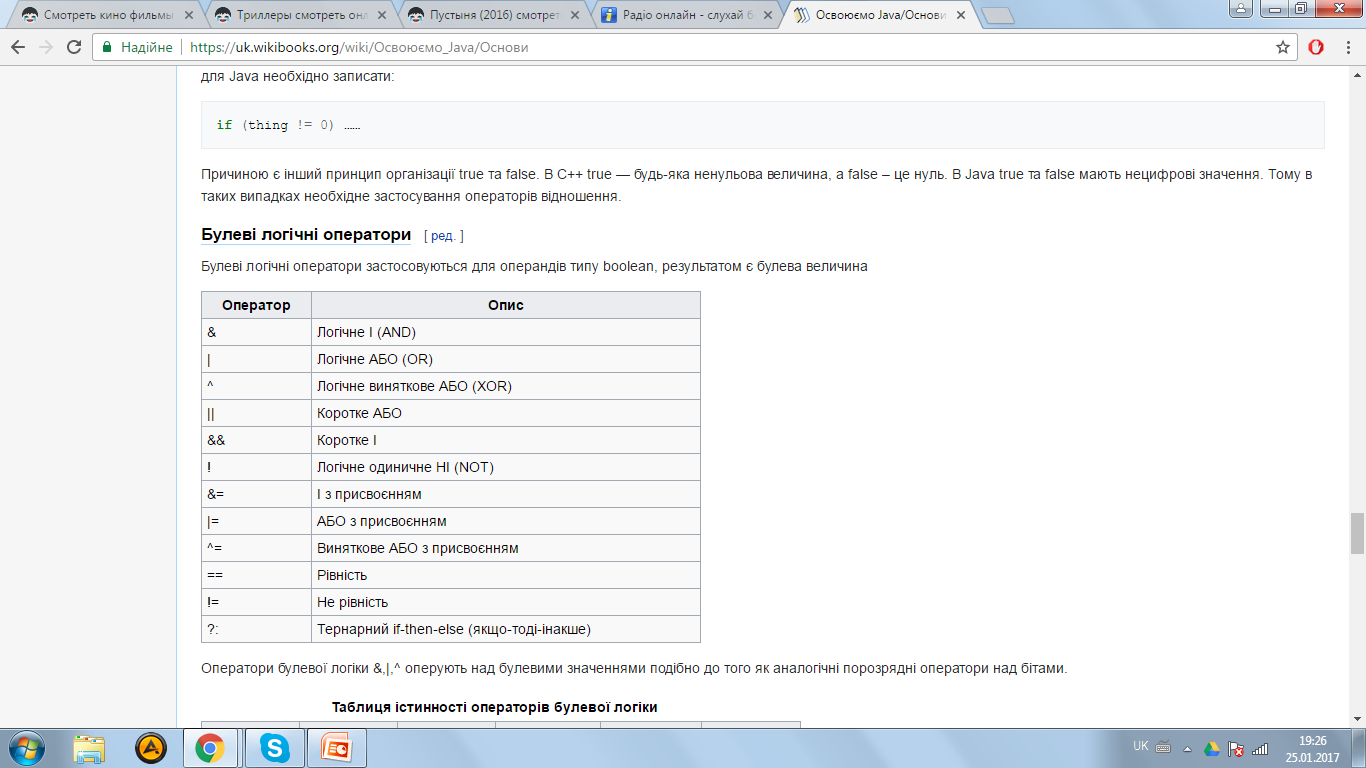 Смотреть кино фильмы
Триллеры смотреть онл
Пустыня (2016) смотрет
Радіо онлайн - слухай б
Освоюємо Java/Основи
Надійне
https://uk.wikibooks.org/wiki/Освоюємо_Java/Основи
для Java необхідно записати:
if (thing != 0) ……
Причиною є інший принцип організації true та false. В C++ true — будь-яка ненульова величина, а false – це нуль. В Java true та false мають нецифрові значення. Тому в
таких випадках необхідне застосування операторів відношення.
Булеві логічні оператори [ ред. ]
Булеві логічні оператори застосовуються для операндів типу boolean, результатом є булева величина
Оператор Опис
& Логічне І (AND)
| Логічне АБО (OR)
^ Логічне виняткове АБО (XOR)
|| Коротке АБО
&& Коротке І
! Логічне одиничне НІ (NOT)
&= І з присвоєнням
|= АБО з присвоєнням
^= Виняткове АБО з присвоєнням
== Рівність
!= Не рівність
?: Тернарний if-then-else (якщо-тоді-інакше)
Оператори булевої логіки &,|,^ оперують над булевими значеннями подібно до того як аналогічні порозрядні оператори над бітами.
Таблиця істинності операторів булевої логіки
UK
19:26
25.01.2017